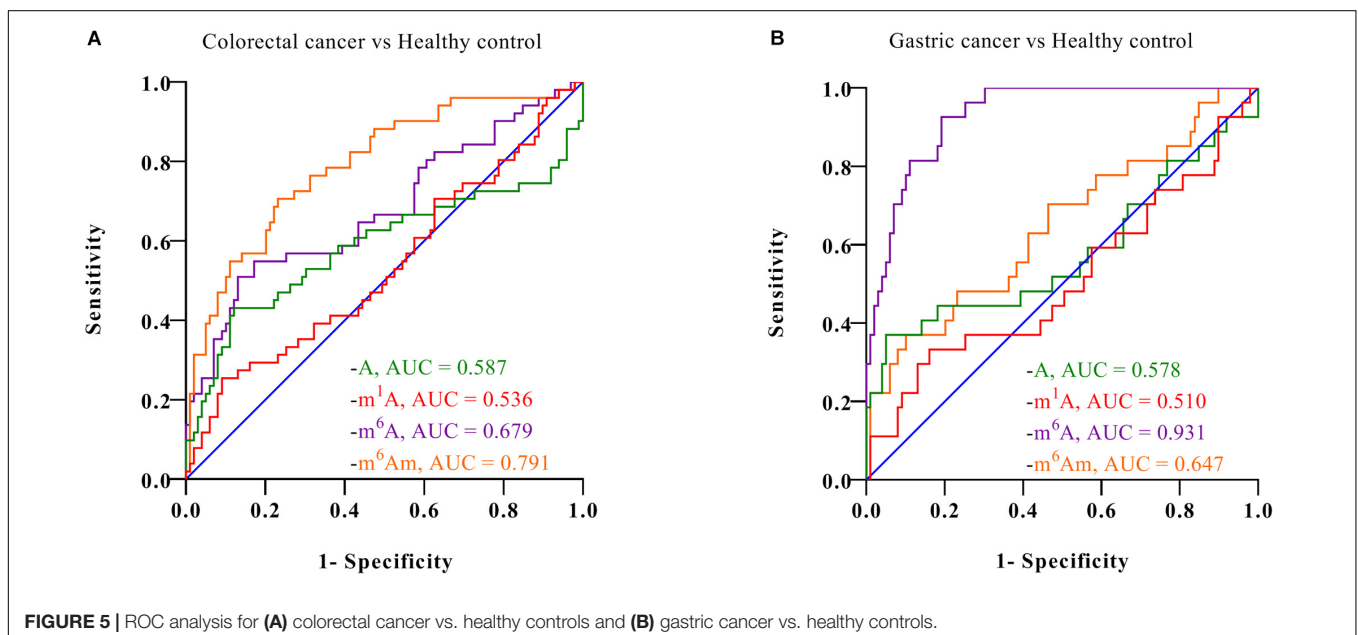 A
Colorectal cancer vs Healthy control
1.0
0.8
0.6
0.4
0.2
0.0
Sensitivity
-A, AUC = 0.587
-m¹A, AUC = 0.536
-m⁶A, AUC = 0.679
-m⁶Am, AUC = 0.791
0.0 0.2 0.4 0.6 0.8 1.0
1- Specificity
B
Gastric cancer vs Healthy control
1.0
0.8
0.6
0.4
0.2
0.0
Sensitivity
-A, AUC = 0.578
-m¹A, AUC = 0.510
-m⁶A, AUC = 0.931
-m⁶Am, AUC = 0.647
0.0 0.2 0.4 0.6 0.8 1.0
1- Specificity
FIGURE 5 | ROC analysis for (A) colorectal cancer vs. healthy controls and (B) gastric cancer vs. healthy controls.